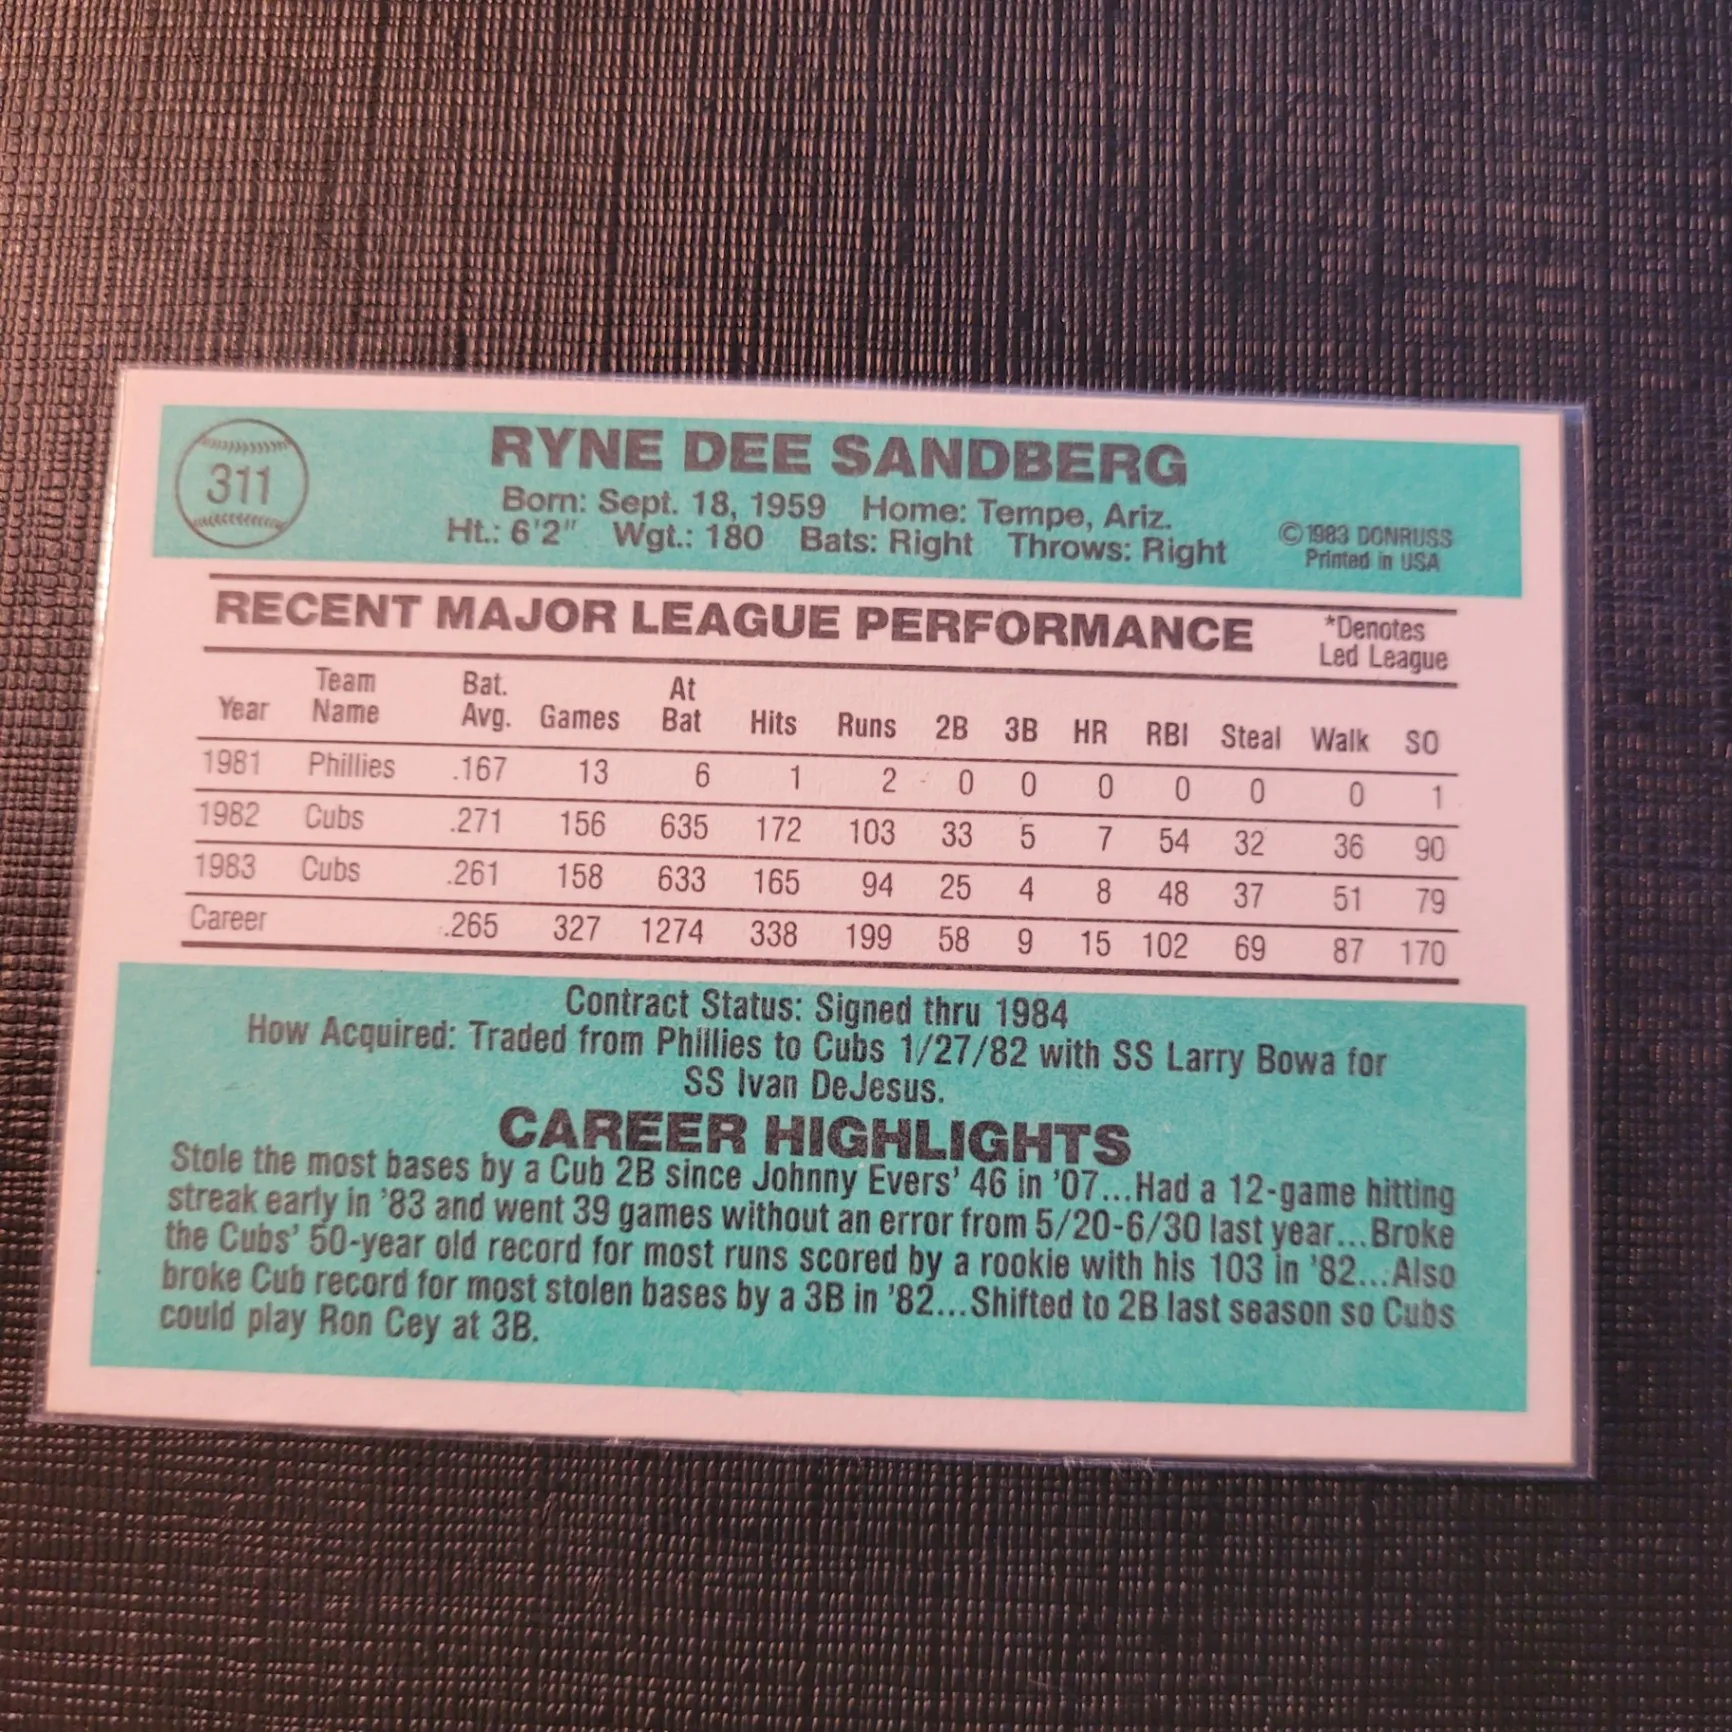 311
RYNE DEE SANDBERG
Born: Sept. 18, 1959 Home: Tempe, Ariz.
Ht.: 6'2" Wgt.: 180 Bats: Right Throws: Right
©1983 DONRUSS
Printed in USA
RECENT MAJOR LEAGUE PERFORMANCE
*Denotes
Led League
Year Team Name Bat. Avg. Games At Bat Hits Runs 2B 3B HR RBI Steal Walk SO
1981 Phillies .167 13 6 1 2 0 0 0 0 0 0 1
1982 Cubs .271 156 635 172 103 33 5 7 54 32 36 90
1983 Cubs .261 158 633 165 94 25 4 8 48 37 51 79
Career .265 327 1274 338 199 58 9 15 102 69 87 170
Contract Status: Signed thru 1984
How Acquired: Traded from Phillies to Cubs 1/27/82 with SS Larry Bowa for
SS Ivan DeJesus.
CAREER HIGHLIGHTS
Stole the most bases by a Cub 2B since Johnny Evers' 46 in '07...Had a 12-game hitting
streak early in '83 and went 39 games without an error from 5/20-6/30 last year...Broke
the Cubs' 50-year old record for most runs scored by a rookie with his 103 in '82...Also
broke Cub record for most stolen bases by a 3B in '82...Shifted to 2B last season so Cubs
could play Ron Cey at 3B.